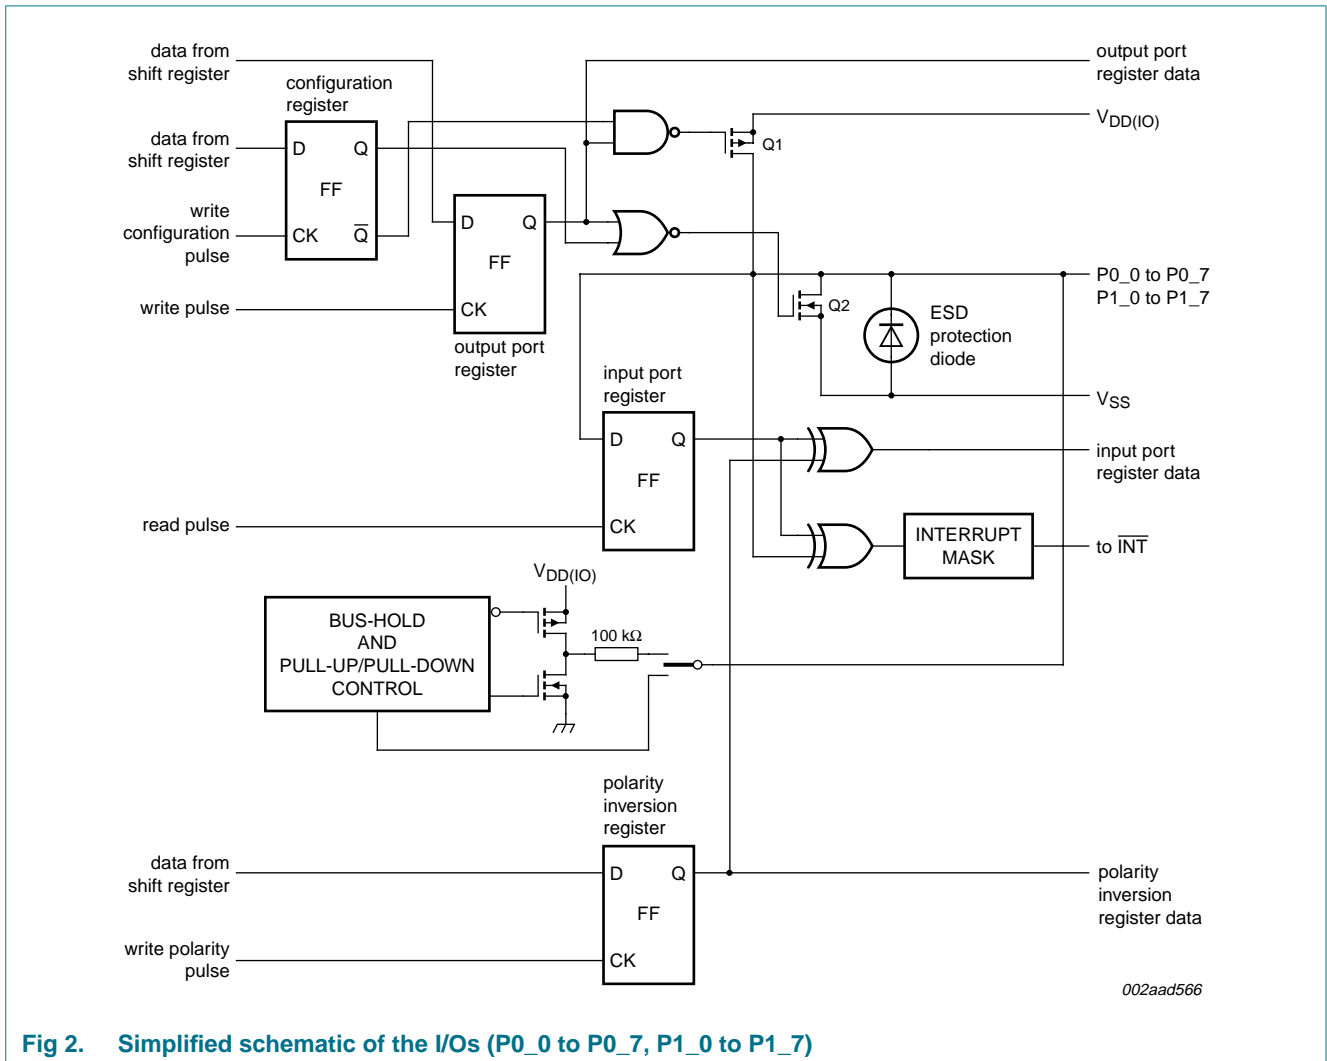 data from
shift register
configuration
register
data from
shift register
D
Q
FF
CK
Q̅
write
configuration
pulse
write pulse
D
Q
FF
CK
output port
register
output port
register data
VDD(IO)
Q1
P0_0 to P0_7
P1_0 to P1_7
Q2
ESD
protection
diode
VSS
input port
register
D
Q
FF
CK
read pulse
input port
register data
INTERRUPT
MASK
to I̅N̅T̅
VDD(IO)
BUS-HOLD
AND
PULL-UP/PULL-DOWN
CONTROL
100 kΩ
polarity
inversion
register
data from
shift register
D
Q
FF
CK
write polarity
pulse
polarity
inversion
register data
002aad566
Fig 2. Simplified schematic of the I/Os (P0_0 to P0_7, P1_0 to P1_7)